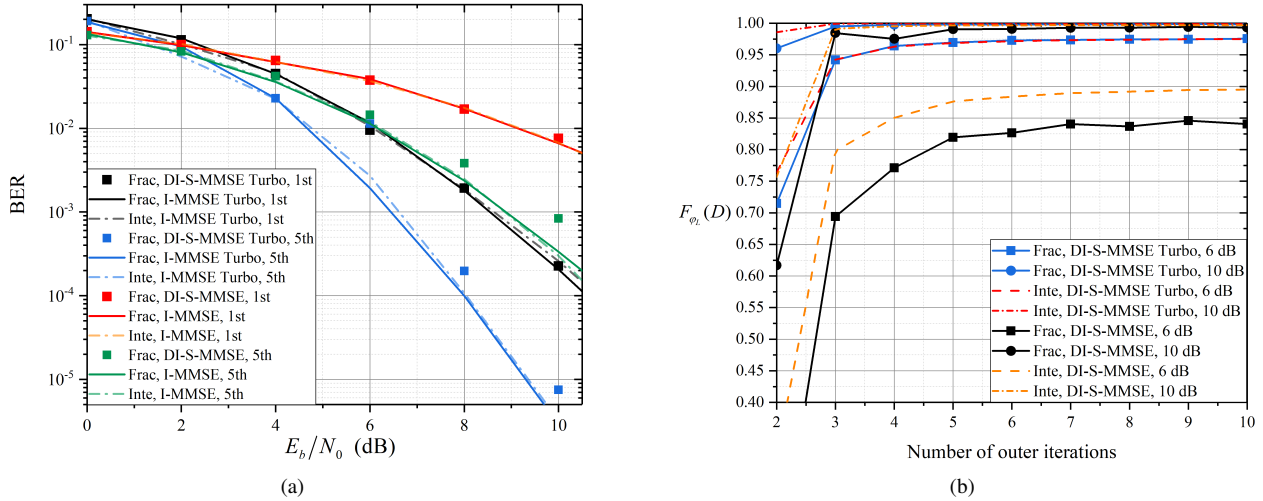 10⁻¹
10⁻²
10⁻³
10⁻⁴
10⁻⁵
BER
Frac, DI-S-MMSE Turbo, 1st
Frac, I-MMSE Turbo, 1st
Inte, I-MMSE Turbo, 1st
Frac, DI-S-MMSE Turbo, 5th
Frac, I-MMSE Turbo, 5th
Inte, I-MMSE Turbo, 5th
Frac, DI-S-MMSE, 1st
Frac, I-MMSE, 1st
Inte, I-MMSE, 1st
Frac, DI-S-MMSE, 5th
Frac, I-MMSE, 5th
Inte, I-MMSE, 5th
0 2 4 6 8 10
E_b/N_0 (dB)
(a)
1.00
0.95
0.90
0.85
0.80
0.75
0.70
0.65
0.60
0.55
0.50
0.45
0.40
F_{φ_L}(D)
Frac, DI-S-MMSE Turbo, 6 dB
Frac, DI-S-MMSE Turbo, 10 dB
Inte, DI-S-MMSE Turbo, 6 dB
Inte, DI-S-MMSE Turbo, 10 dB
Frac, DI-S-MMSE, 6 dB
Frac, DI-S-MMSE, 10 dB
Inte, DI-S-MMSE, 6 dB
Inte, DI-S-MMSE, 10 dB
2 3 4 5 6 7 8 9 10
Number of outer iterations
(b)